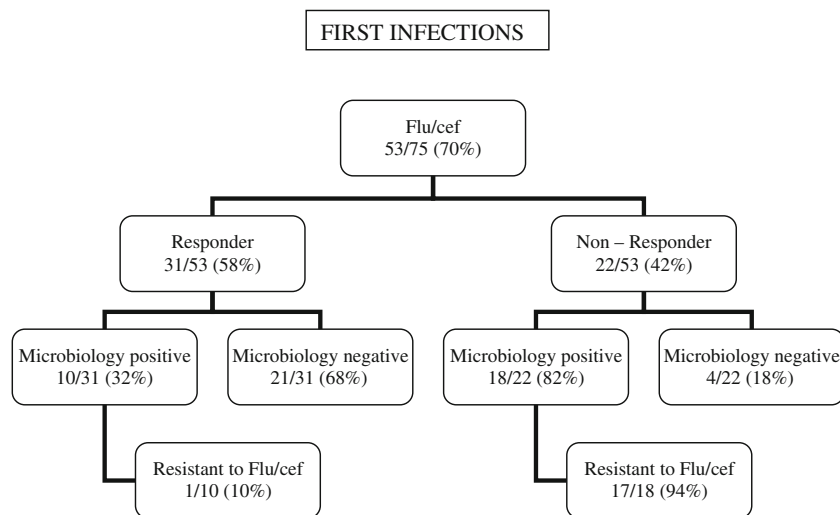 FIRST INFECTIONS
Flu/cef
53/75 (70%)
Responder
31/53 (58%)
Non – Responder
22/53 (42%)
Microbiology positive
10/31 (32%)
Microbiology negative
21/31 (68%)
Microbiology positive
18/22 (82%)
Microbiology negative
4/22 (18%)
Resistant to Flu/cef
1/10 (10%)
Resistant to Flu/cef
17/18 (94%)